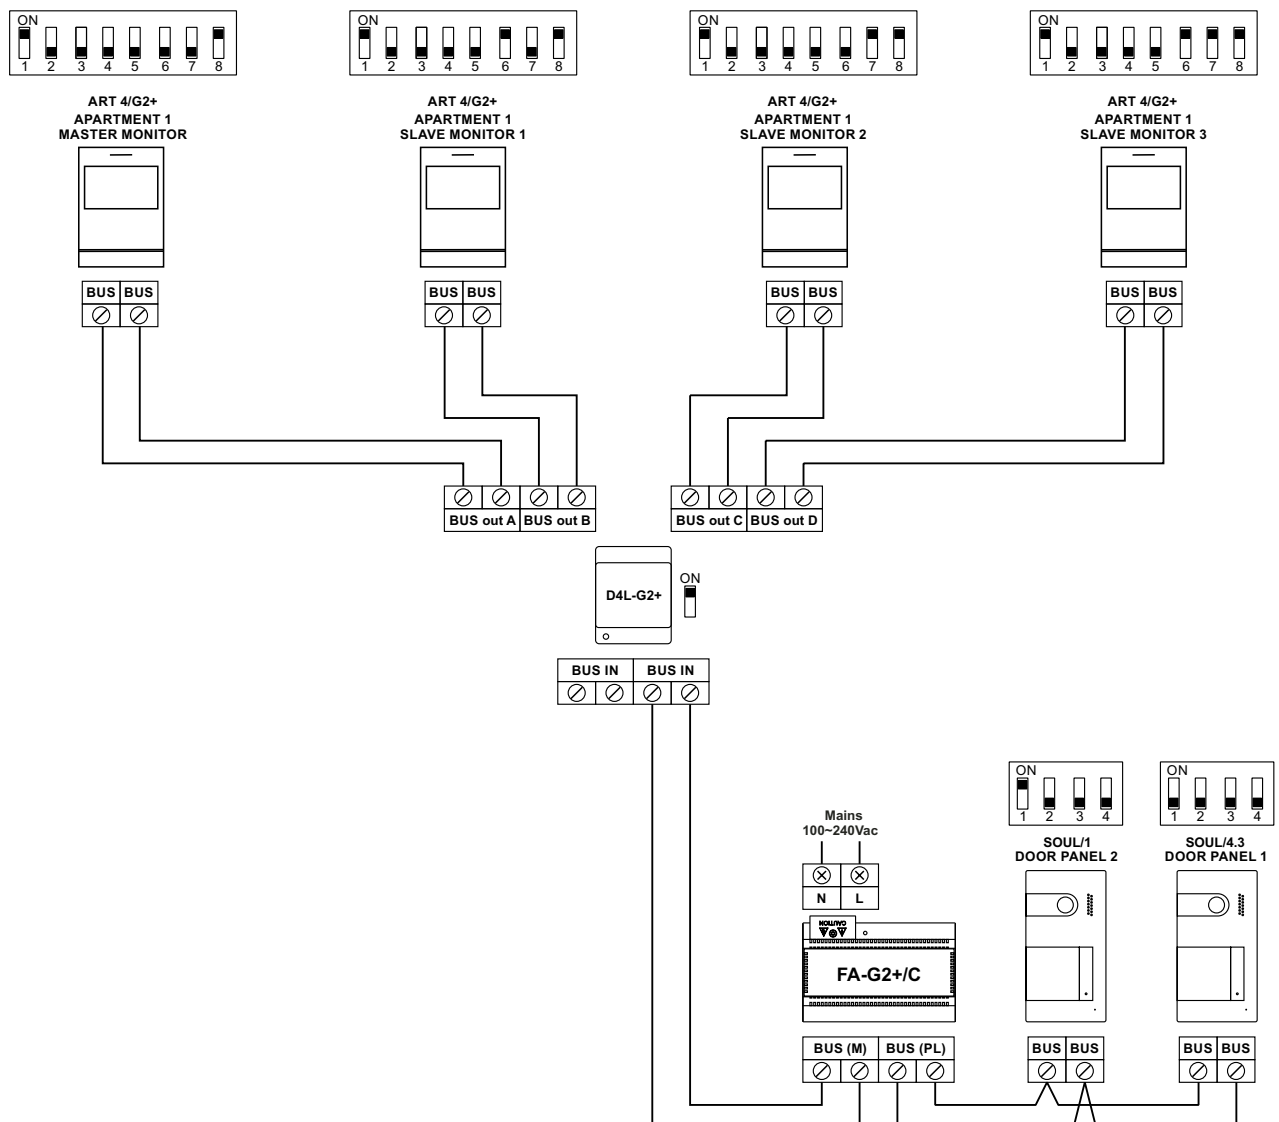 ON ON ON ON
1 2 3 4 5 6 7 8 1 2 3 4 5 6 7 8 1 2 3 4 5 6 7 8 1 2 3 4 5 6 7 8
ART 4/G2+
APARTMENT 1
MASTER MONITOR
ART 4/G2+
APARTMENT 1
SLAVE MONITOR 1
ART 4/G2+
APARTMENT 1
SLAVE MONITOR 2
ART 4/G2+
APARTMENT 1
SLAVE MONITOR 3
BUS BUS BUS BUS BUS BUS BUS BUS
BUS out A BUS out B BUS out C BUS out D
ON
D4L-G2+
BUS IN BUS IN
ON ON
1 2 3 4 1 2 3 4
Mains
100~240Vac
SOUL/1
DOOR PANEL 2
SOUL/4.3
DOOR PANEL 1
N L
CAUTION
FA-G2+/C
BUS (M) BUS (PL) BUS BUS BUS BUS